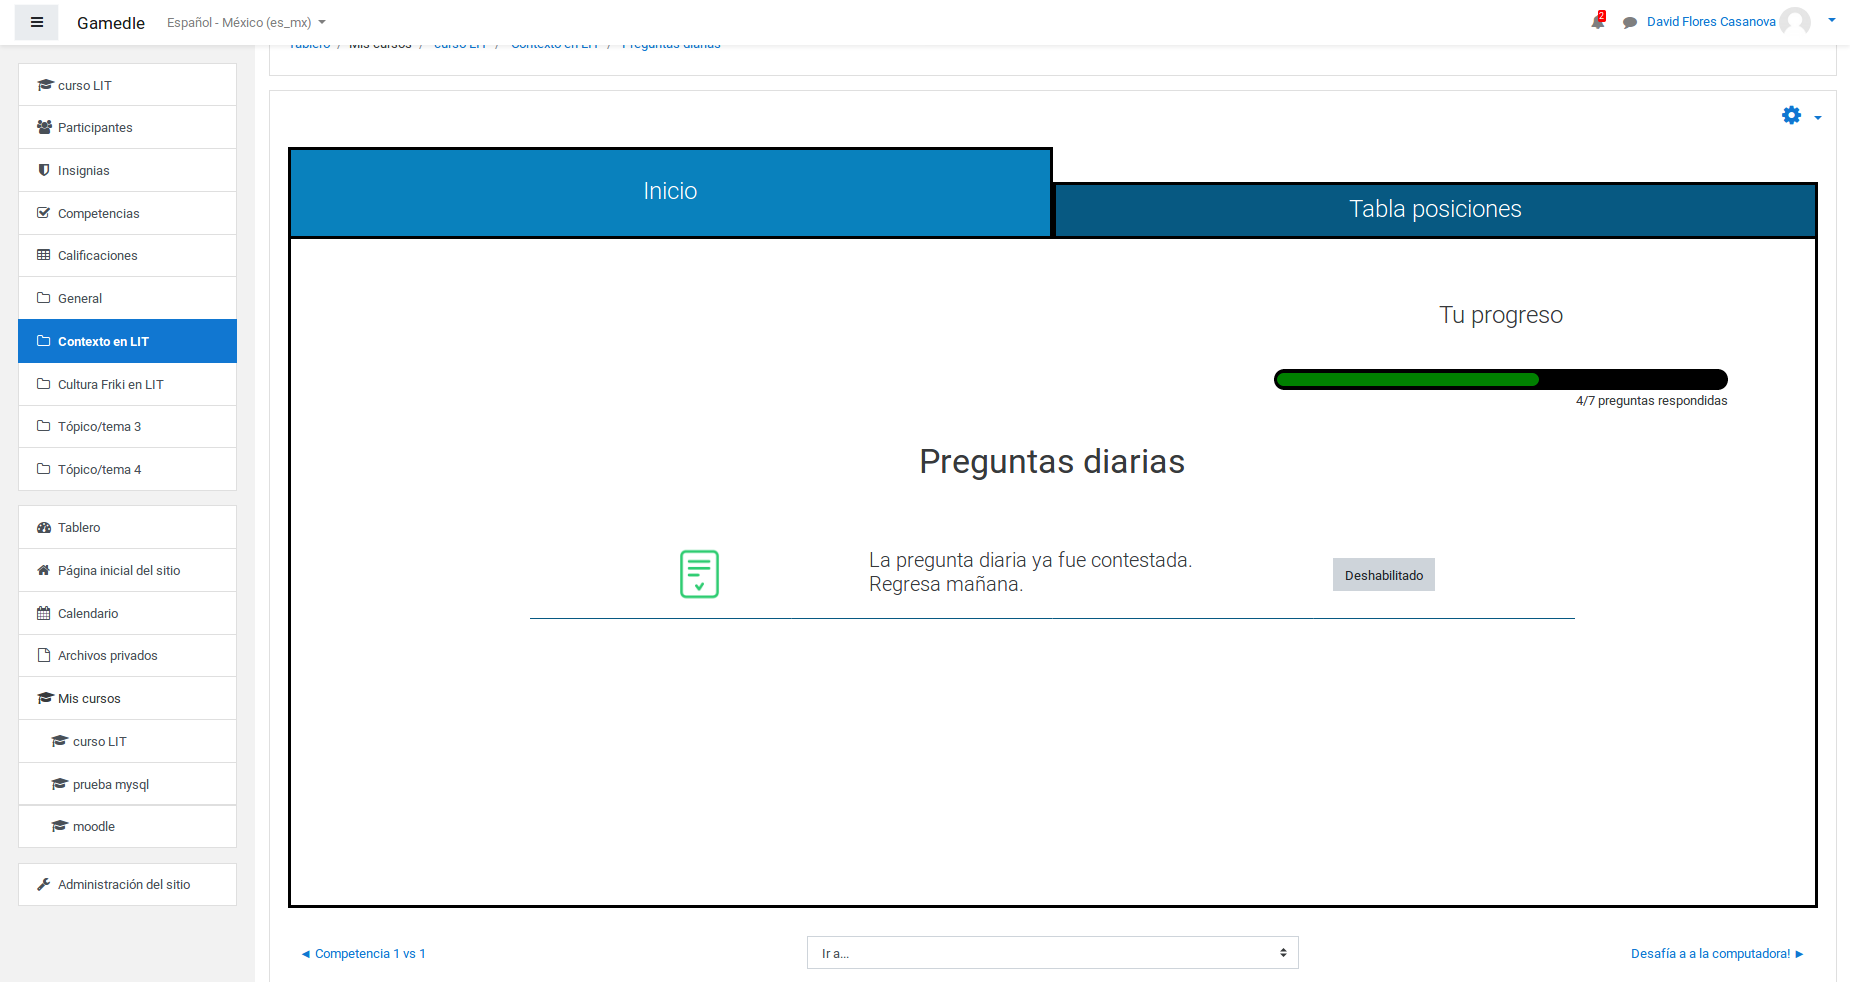 Gamedle
Español - México (es_mx)
2
David Flores Casanova
Tablero / Mis cursos / curso LIT / Contexto en LIT / Preguntas diarias
curso LIT
Participantes
Insignias
Competencias
Calificaciones
General
Contexto en LIT
Cultura Friki en LIT
Tópico/tema 3
Tópico/tema 4
Tablero
Página inicial del sitio
Calendario
Archivos privados
Mis cursos
curso LIT
prueba mysql
moodle
Administración del sitio
Inicio
Tabla posiciones
Tu progreso
4/7 preguntas respondidas
Preguntas diarias
La pregunta diaria ya fue contestada.
Regresa mañana.
Deshabilitado
◄ Competencia 1 vs 1
Ir a...
Desafía a a la computadora! ►